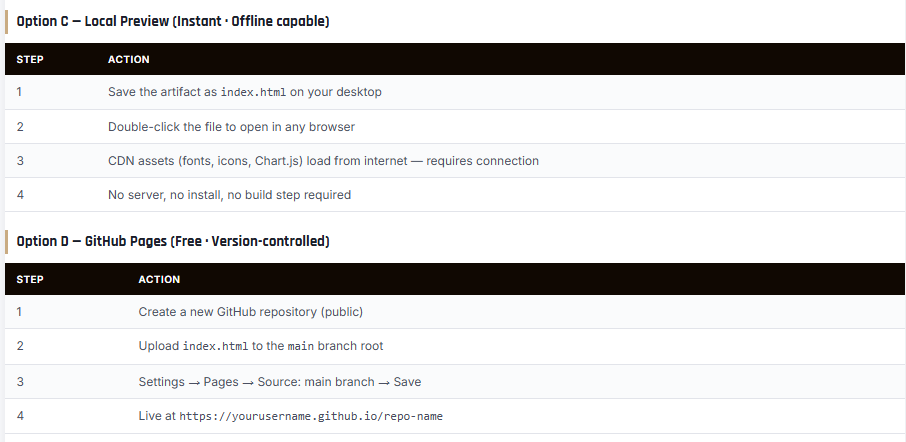 Option C — Local Preview (Instant · Offline capable)
STEP ACTION
1 Save the artifact as index.html on your desktop
2 Double-click the file to open in any browser
3 CDN assets (fonts, icons, Chart.js) load from internet — requires connection
4 No server, no install, no build step required
Option D — GitHub Pages (Free · Version-controlled)
STEP ACTION
1 Create a new GitHub repository (public)
2 Upload index.html to the main branch root
3 Settings → Pages → Source: main branch → Save
4 Live at https://yourusername.github.io/repo-name